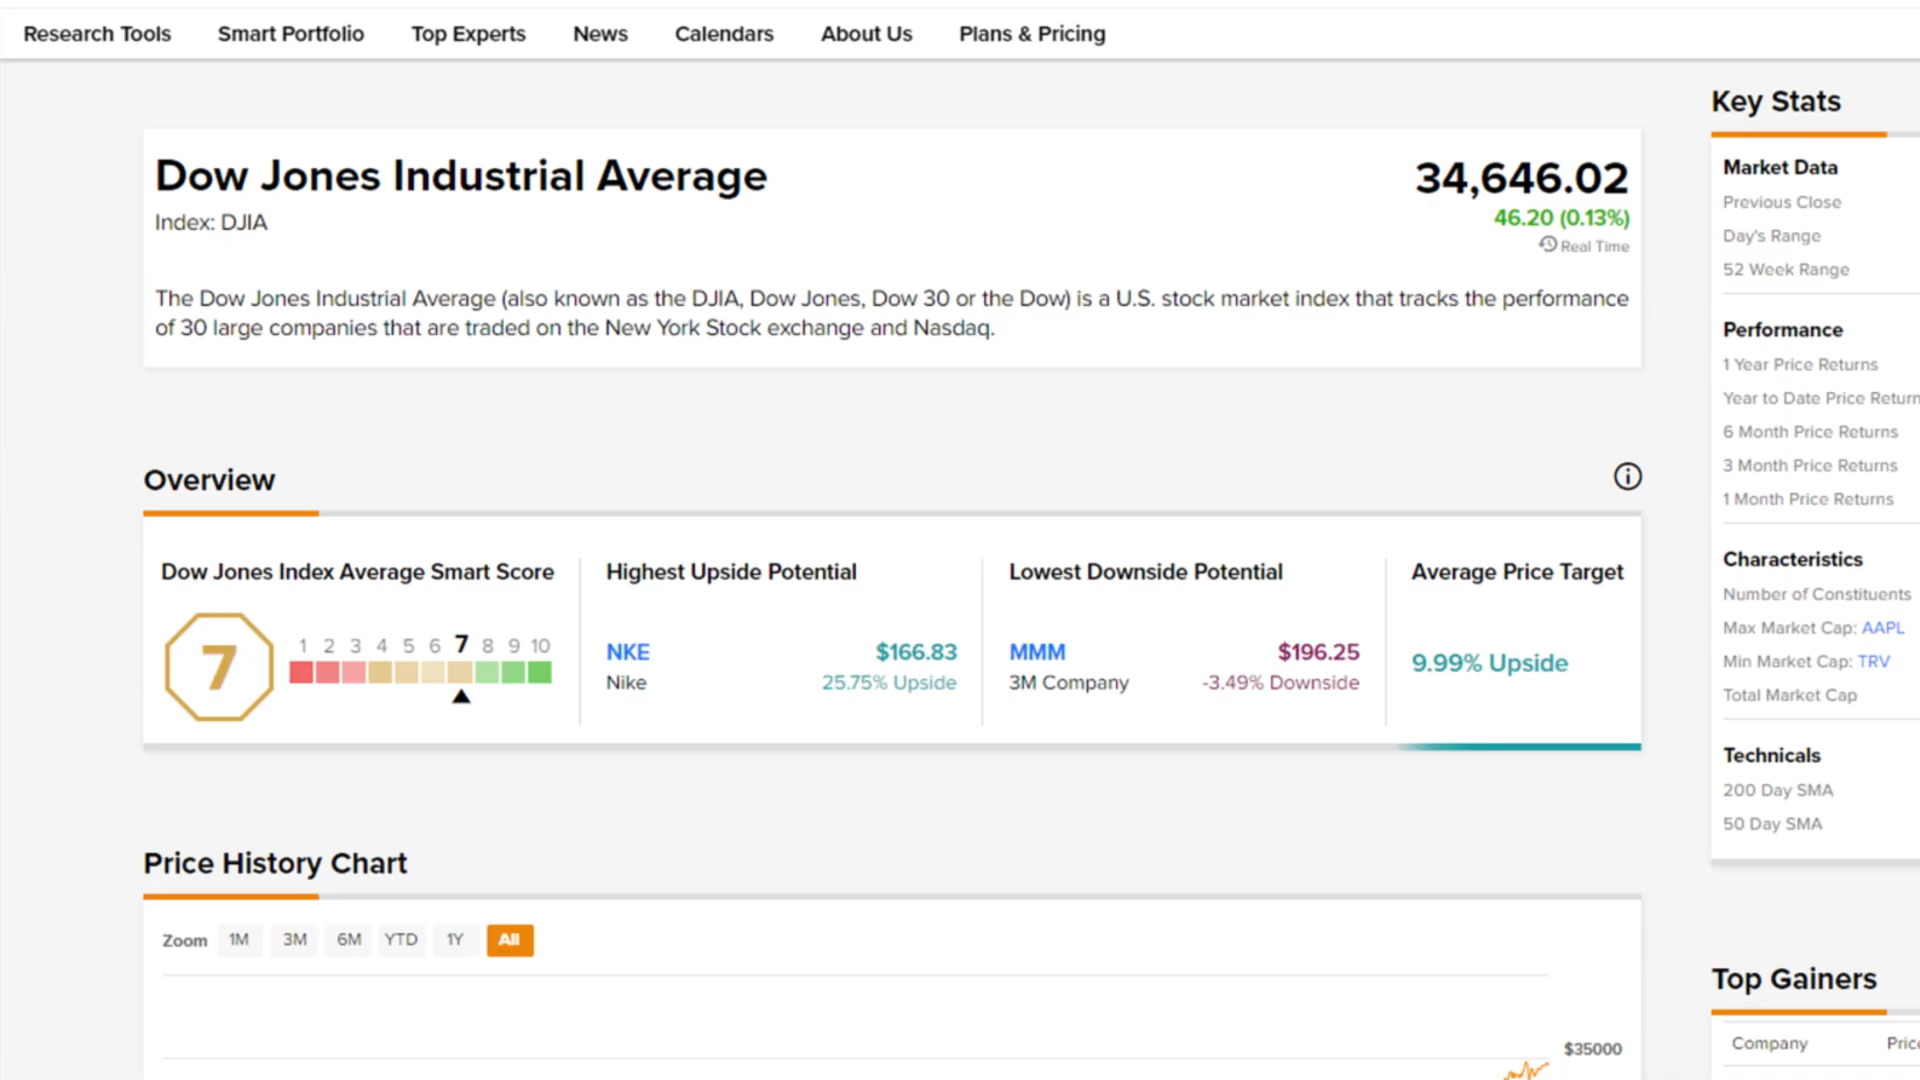 Research Tools Smart Portfolio Top Experts News Calendars About Us Plans & Pricing
Dow Jones Industrial Average
Index: DJIA
34,646.02
46.20 (0.13%)
Real Time
The Dow Jones Industrial Average (also known as the DJIA, Dow Jones, Dow 30 or the Dow) is a U.S. stock market index that tracks the performance
of 30 large companies that are traded on the New York Stock exchange and Nasdaq.
Overview
Dow Jones Index Average Smart Score
7
1 2 3 4 5 6 7 8 9 10
Highest Upside Potential
NKE $166.83
Nike 25.75% Upside
Lowest Downside Potential
MMM $196.25
3M Company -3.49% Downside
Average Price Target
9.99% Upside
Price History Chart
Zoom 1M 3M 6M YTD 1Y All
$35000
Key Stats
Market Data
Previous Close
Day's Range
52 Week Range
Performance
1 Year Price Returns
Year to Date Price Return
6 Month Price Returns
3 Month Price Returns
1 Month Price Returns
Characteristics
Number of Constituents
Max Market Cap: AAPL
Min Market Cap: TRV
Total Market Cap
Technicals
200 Day SMA
50 Day SMA
Top Gainers
Company Price